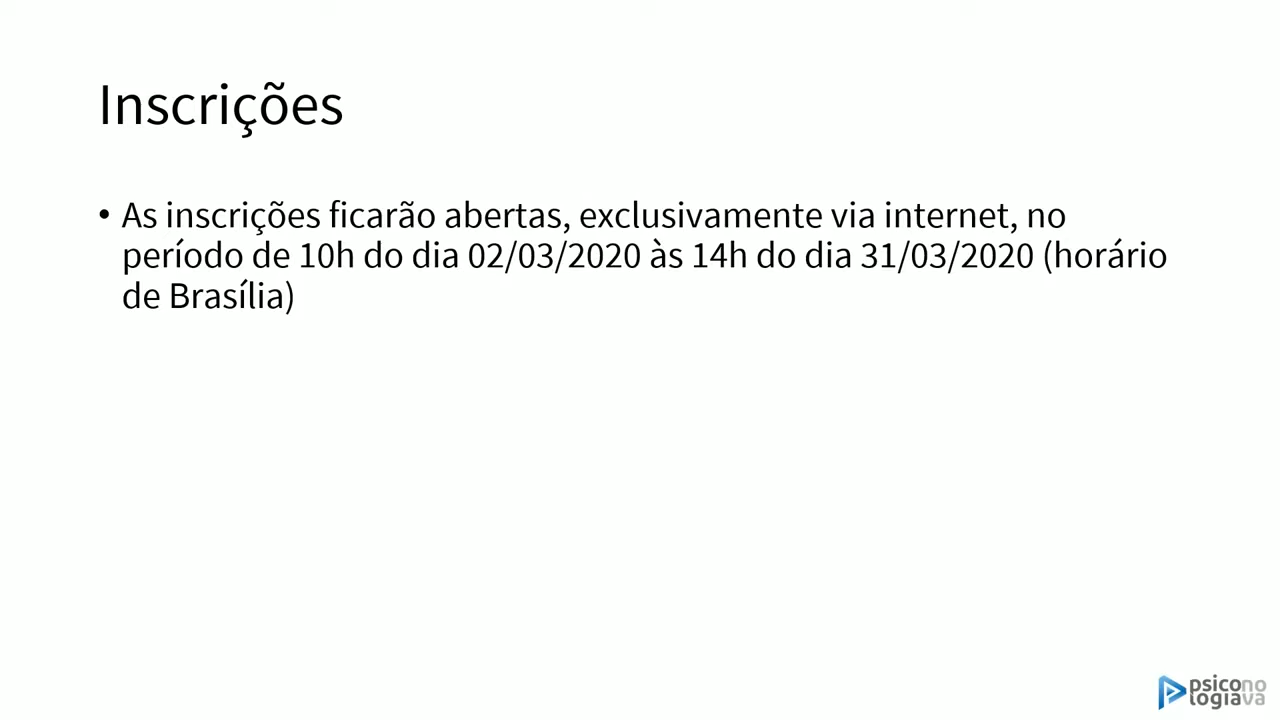 Inscrições
• As inscrições ficarão abertas, exclusivamente via internet, no
período de 10h do dia 02/03/2020 às 14h do dia 31/03/2020 (horário
de Brasília)
psicono
logiava